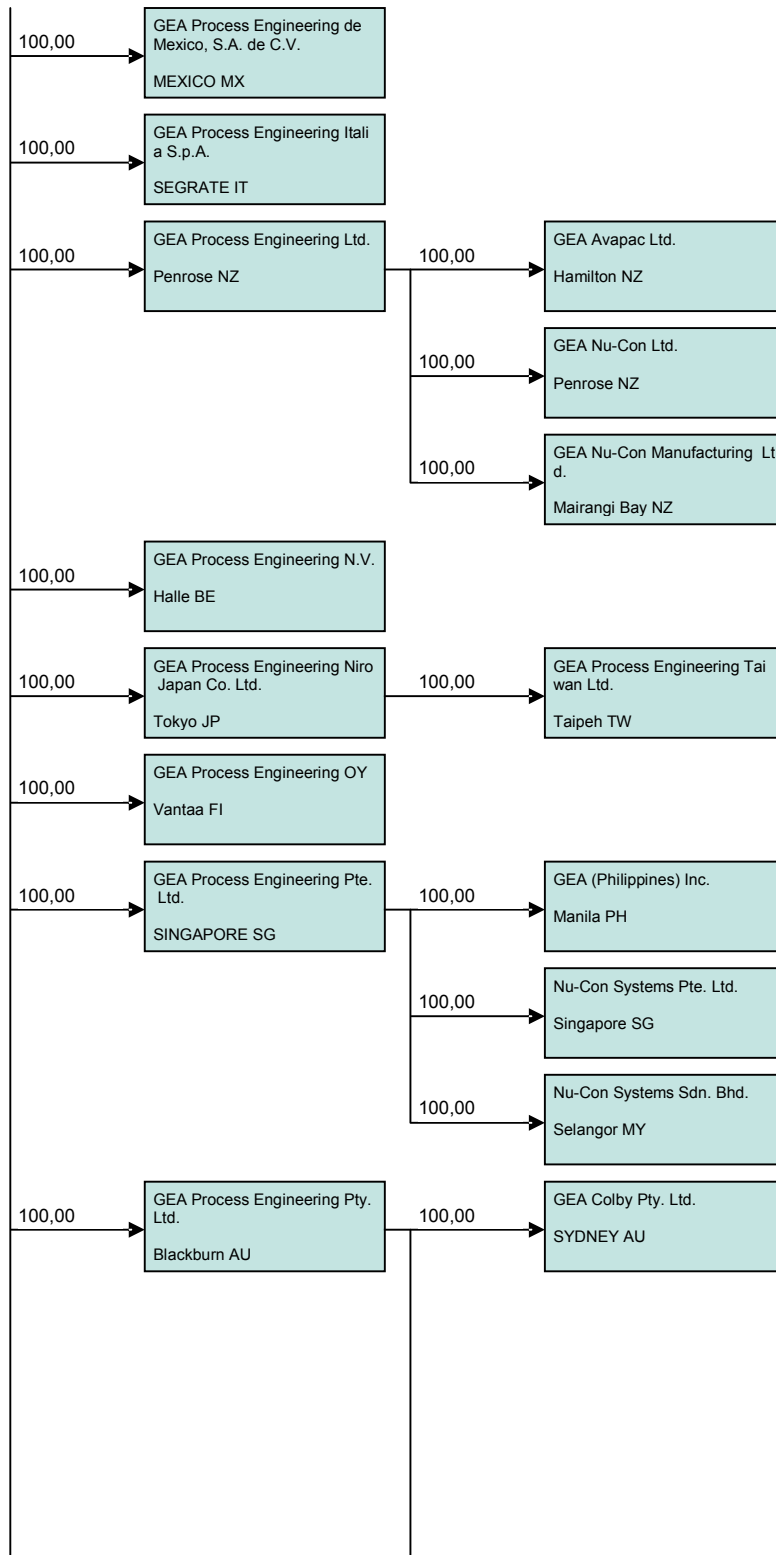 100,00
GEA Process Engineering de
Mexico, S.A. de C.V.
MEXICO MX
100,00
GEA Process Engineering Itali
a S.p.A.
SEGRATE IT
100,00
GEA Process Engineering Ltd.
Penrose NZ
100,00
GEA Avapac Ltd.
Hamilton NZ
100,00
GEA Nu-Con Ltd.
Penrose NZ
100,00
GEA Nu-Con Manufacturing Lt
d.
Mairangi Bay NZ
100,00
GEA Process Engineering N.V.
Halle BE
100,00
GEA Process Engineering Niro
Japan Co. Ltd.
Tokyo JP
100,00
GEA Process Engineering Tai
wan Ltd.
Taipeh TW
100,00
GEA Process Engineering OY
Vantaa FI
100,00
GEA Process Engineering Pte.
Ltd.
SINGAPORE SG
100,00
GEA (Philippines) Inc.
Manila PH
100,00
Nu-Con Systems Pte. Ltd.
Singapore SG
100,00
Nu-Con Systems Sdn. Bhd.
Selangor MY
100,00
GEA Process Engineering Pty.
Ltd.
Blackburn AU
100,00
GEA Colby Pty. Ltd.
SYDNEY AU